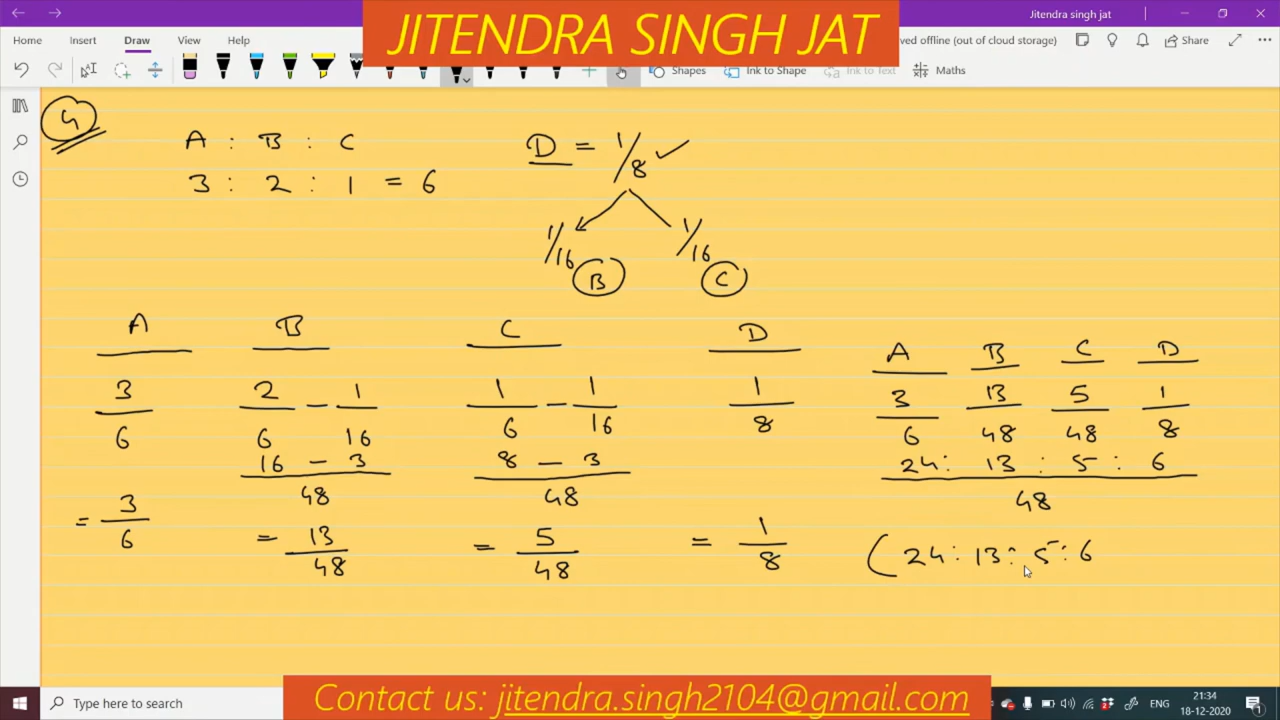 JITENDRA SINGH JAT
Jitendra singh jat
Home Insert Draw View Help
ved offline (out of cloud storage)
Share
Shapes Ink to Shape Ink to Text Maths
4
A : B : C
3 : 2 : 1 = 6
D = 1/8 ✓
1/16 B 1/16 C
A B C D
3/6
2/6 - 1/16
1/6 - 1/16
1/8
16 - 3 / 48
8 - 3 / 48
= 3/6
= 13/48
= 5/48
= 1/8
A B C D
3/6 13/48 5/48 1/8
24 : 13 : 5 : 6
48
(24 : 13 : 5 : 6
Contact us: jitendra.singh2104@gmail.com
Type here to search
ENG
21:34
18-12-2020
1